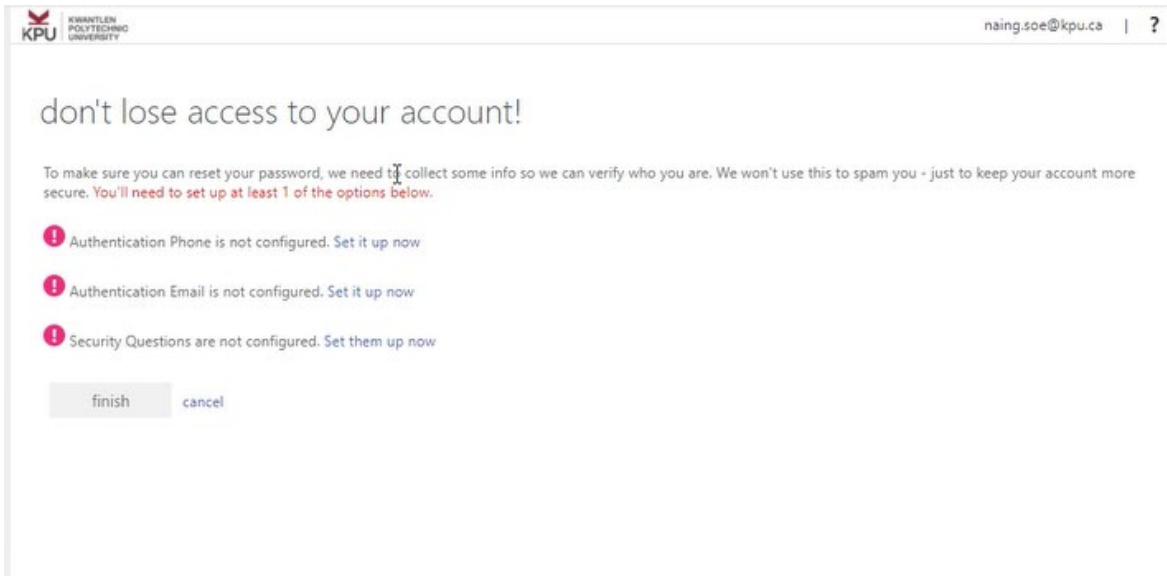 KPU KWANTLEN
POLYTECHNIC
UNIVERSITY
naing.soe@kpu.ca | ?
don't lose access to your account!
To make sure you can reset your password, we need to collect some info so we can verify who you are. We won't use this to spam you - just to keep your account more
secure. You'll need to set up at least 1 of the options below.
! Authentication Phone is not configured. Set it up now
! Authentication Email is not configured. Set it up now
! Security Questions are not configured. Set them up now
finish cancel